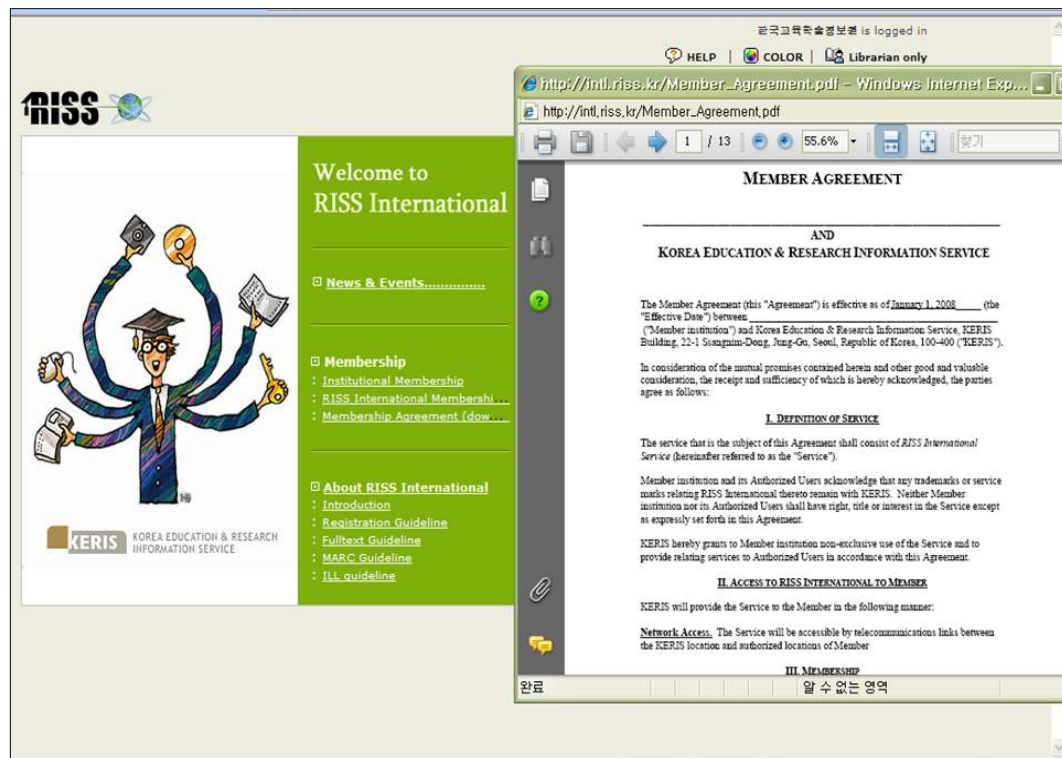 한국교육학술정보원 is logged in
HELP | COLOR | Librarian only
RISS
Welcome to
RISS International
News & Events...............
Membership
: Institutional Membership
: RISS International Membershi...
: Membership Agreement (dow...
About RISS International
: Introduction
: Registration Guideline
: Fulltext Guideline
: MARC Guideline
: ILL guideline
KERIS KOREA EDUCATION & RESEARCH
INFORMATION SERVICE
http://intl.riss.kr/Member_Agreement.pdf - Windows Internet Exp...
http://intl.riss.kr/Member_Agreement.pdf
1 / 13 55.6% 찾기
MEMBER AGREEMENT
AND
KOREA EDUCATION & RESEARCH INFORMATION SERVICE
The Member Agreement (this "Agreement") is effective as of January 1, 2008 (the
"Effective Date") between
("Member institution") and Korea Education & Research Information Service, KERIS
Building, 22-1 Ssangnim-Dong, Jung-Gu, Seoul, Republic of Korea, 100-400 ("KERIS").
In consideration of the mutual promises contained herein and other good and valuable
consideration, the receipt and sufficiency of which is hereby acknowledged, the parties
agree as follows:
I. DEFINITION OF SERVICE
The service that is the subject of this Agreement shall consist of RISS International
Service (hereinafter referred to as the "Service").
Member institution and its Authorized Users acknowledge that any trademarks or service
marks relating RISS International thereto remain with KERIS. Neither Member
institution nor its Authorized Users shall have right, title or interest in the Service except
as expressly set forth in this Agreement.
KERIS hereby grants to Member institution non-exclusive use of the Service and to
provide relating services to Authorized Users in accordance with this Agreement.
II. ACCESS TO RISS INTERNATIONAL TO MEMBER
KERIS will provide the Service to the Member in the following manner:
Network Access. The Service will be accessible by telecommunications links between
the KERIS location and authorized locations of Member
III. MEMBERSHIP
완료 알 수 없는 영역